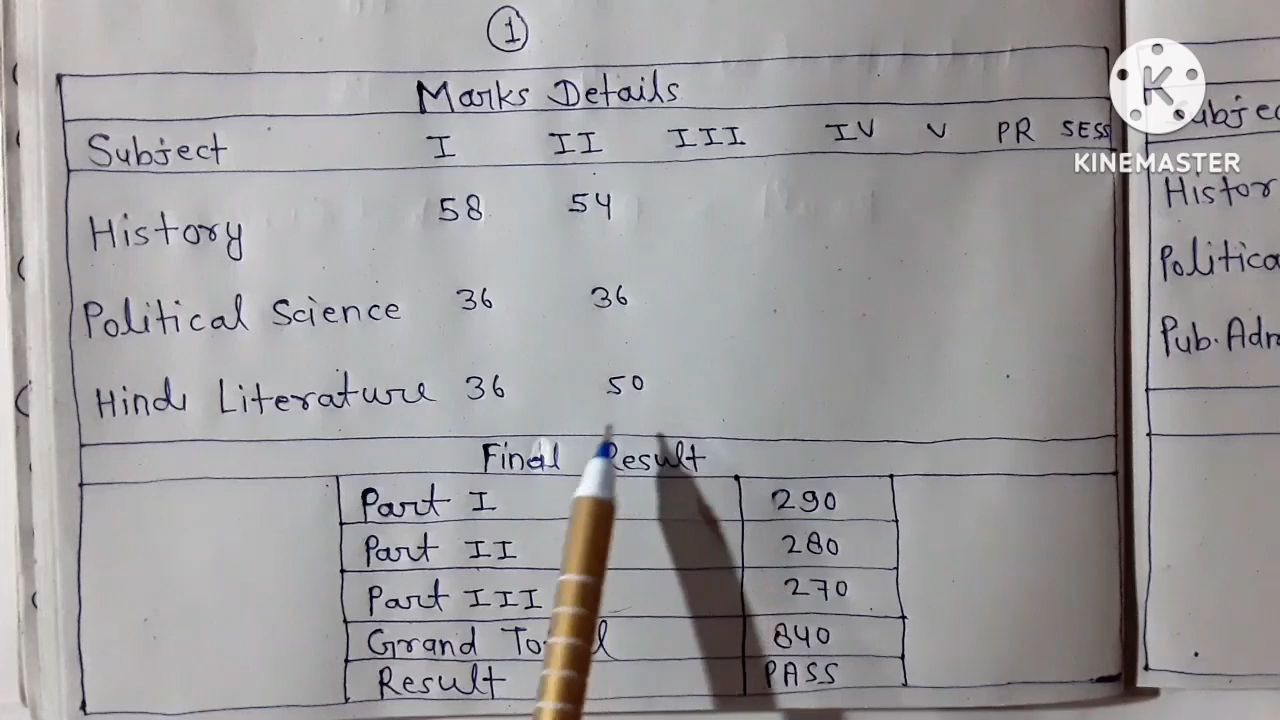 1
Marks Details
Subject I II III IV V PR SESS
History 58 54
Political Science 36 36
Hindi Literature 36 50
Final Result
Part I 290
Part II 280
Part III 270
Grand 840
Result PASS
K
KINEMASTER
Histor
Politica
Pub. Adm